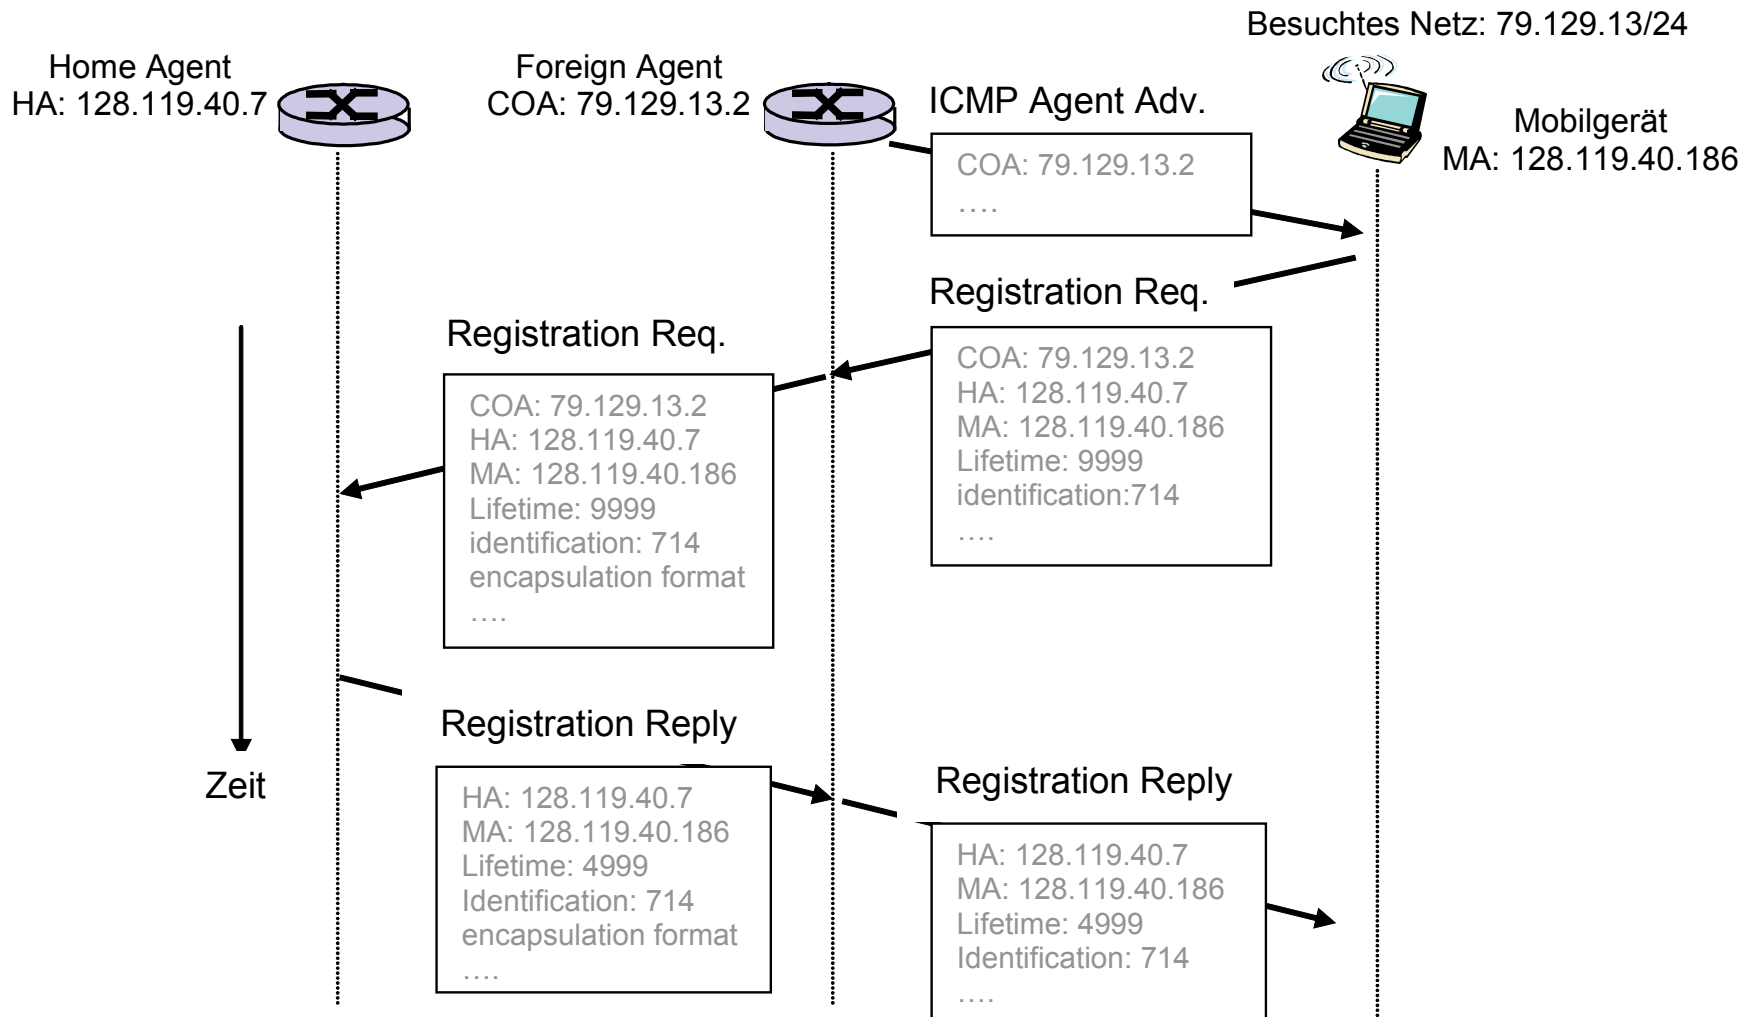 Besuchtes Netz: 79.129.13/24
Home Agent
HA: 128.119.40.7
Foreign Agent
COA: 79.129.13.2
Mobilgerät
MA: 128.119.40.186
ICMP Agent Adv.
COA: 79.129.13.2
….
Registration Req.
COA: 79.129.13.2
HA: 128.119.40.7
MA: 128.119.40.186
Lifetime: 9999
identification:714
….
Registration Req.
COA: 79.129.13.2
HA: 128.119.40.7
MA: 128.119.40.186
Lifetime: 9999
identification: 714
encapsulation format
….
Zeit
Registration Reply
HA: 128.119.40.7
MA: 128.119.40.186
Lifetime: 4999
Identification: 714
encapsulation format
….
Registration Reply
HA: 128.119.40.7
MA: 128.119.40.186
Lifetime: 4999
Identification: 714
….